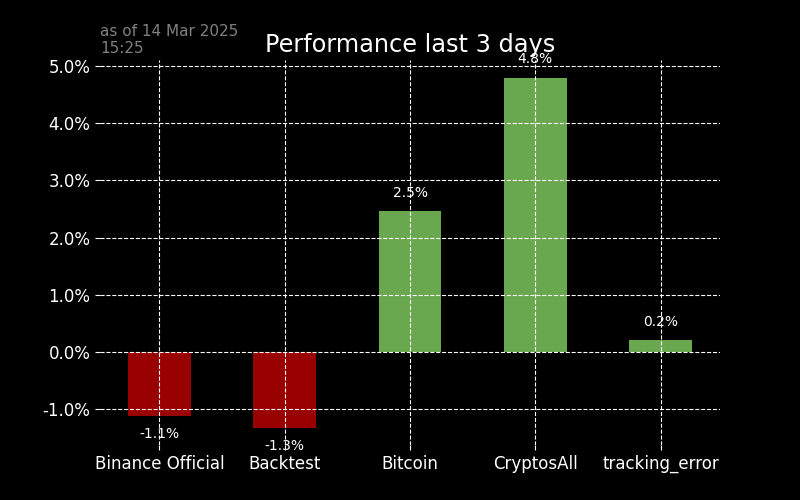 as of 14 Mar 2025
15:25
Performance last 3 days
5.0%
4.0%
3.0%
2.0%
1.0%
0.0%
-1.0%
-1.1%
-1.3%
2.5%
4.8%
0.2%
Binance Official
Backtest
Bitcoin
CryptosAll
tracking_error